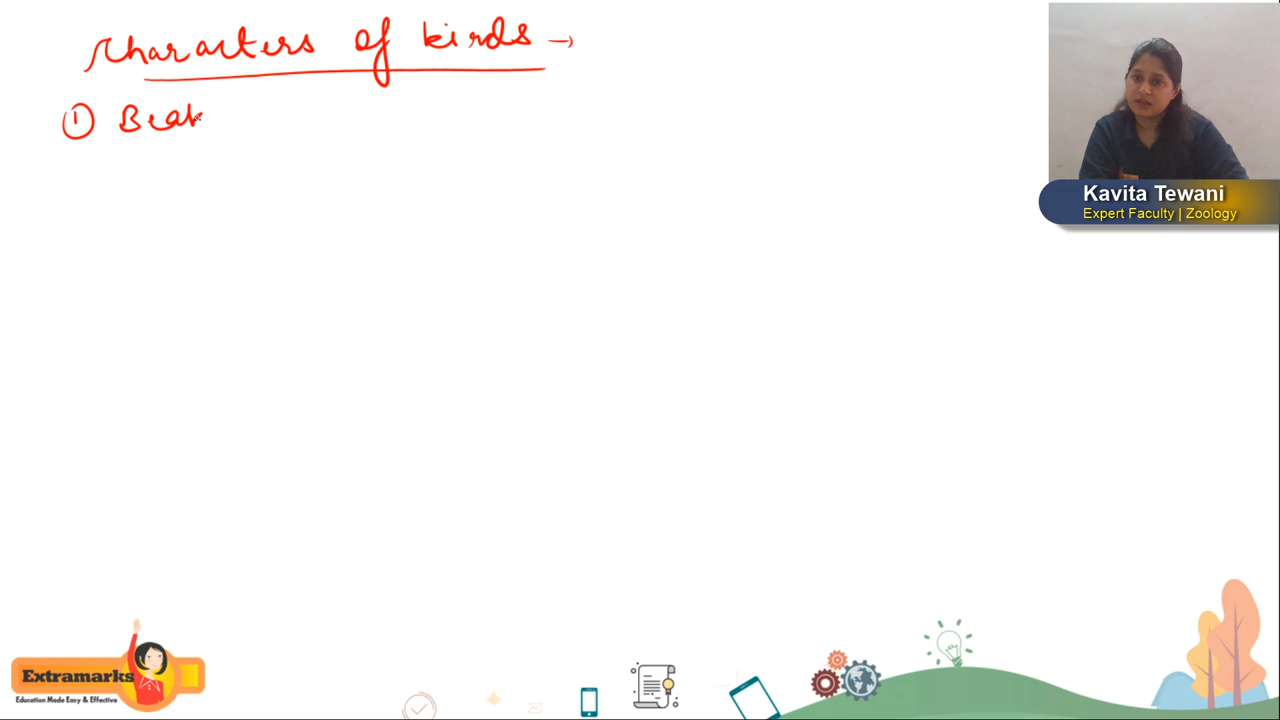 Characters of birds →
① Beak
Kavita Tewani
Expert Faculty | Zoology
Extramarks
Education Made Easy & Effective